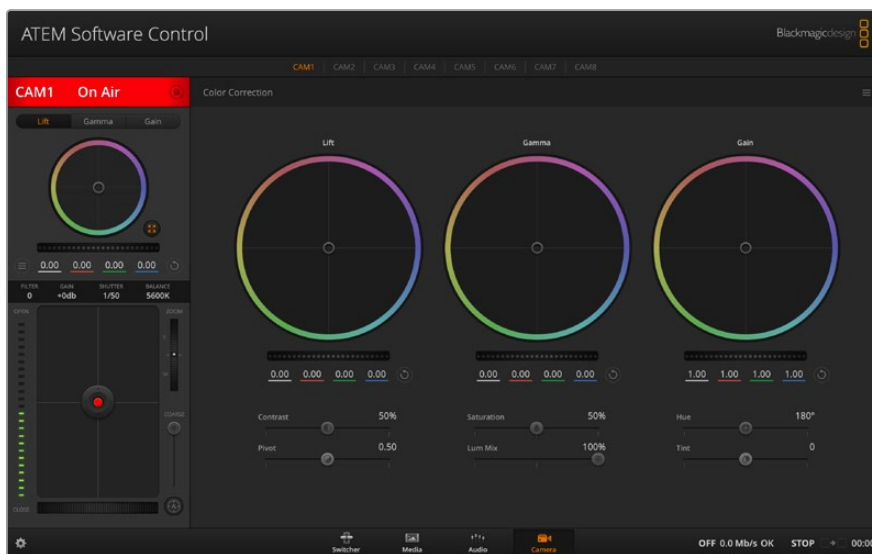 ATEM Software Control
Blackmagicdesign
CAM1 CAM2 CAM3 CAM4 CAM5 CAM6 CAM7 CAM8
CAM1 On Air
Color Correction
Lift Gamma Gain
Lift Gamma Gain
0.00 0.00 0.00 0.00
FILTER GAIN SHUTTER BALANCE
0 +0db 1/50 5600K
OPEN ZOOM
T
W
COARSE
CLOSE
0.00 0.00 0.00 0.00 0.00 0.00 0.00 0.00 1.00 1.00 1.00 1.00
Contrast 50% Saturation 50% Hue 180°
Pivot 0.50 Lum Mix 100% Tint 0
Switcher Media Audio Camera
OFF 0.0 Mb/s OK STOP 00:00